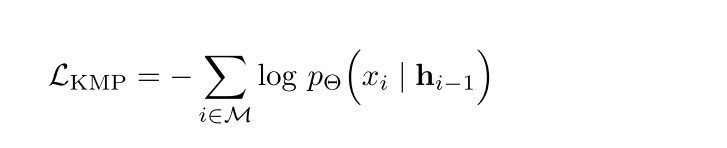 $\mathcal{L}_{\mathrm{KMP}} = - \sum_{i \in \mathcal{M}} \log \, p_{\Theta}\Big(x_i \mid \mathbf{h}_{i-1}\Big)$